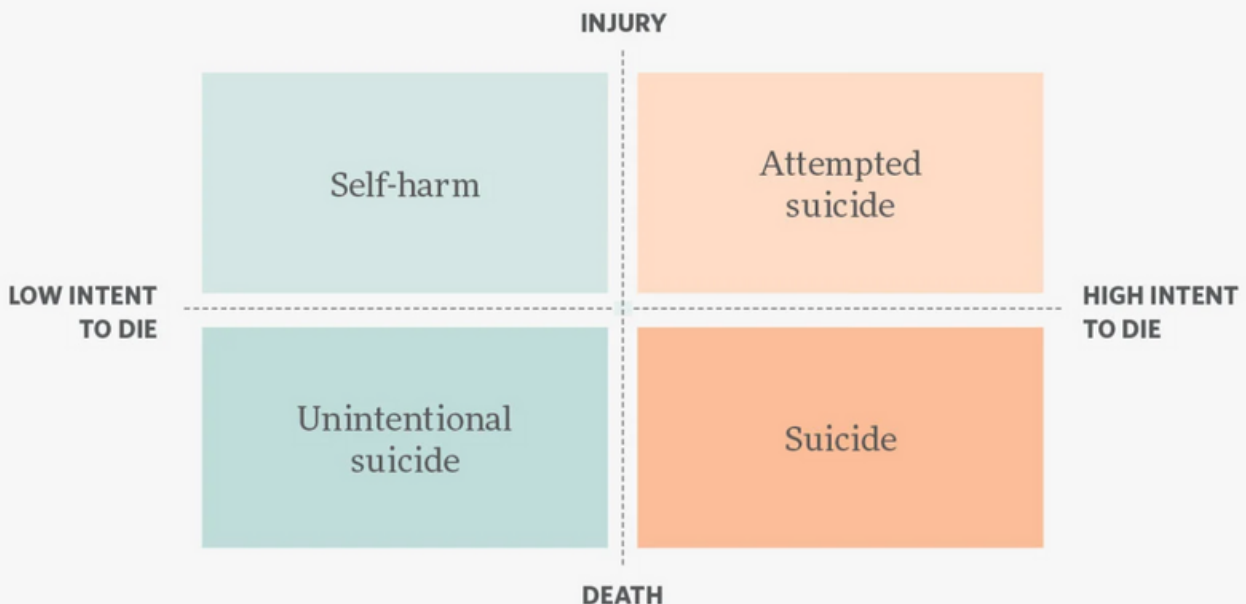 INJURY
Self-harm
Attempted
suicide
LOW INTENT
TO DIE
HIGH INTENT
TO DIE
Unintentional
suicide
Suicide
DEATH